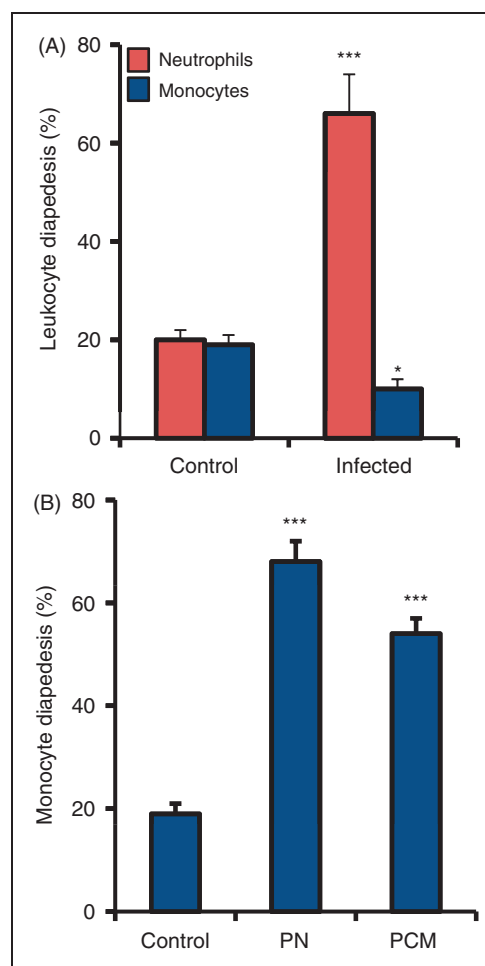 (A)
Neutrophils
Monocytes
Leukocyte diapedesis (%)
80
60
40
20
0
***
*
Control Infected
(B)
Monocyte diapedesis (%)
80
60
40
20
0
***
***
Control PN PCM